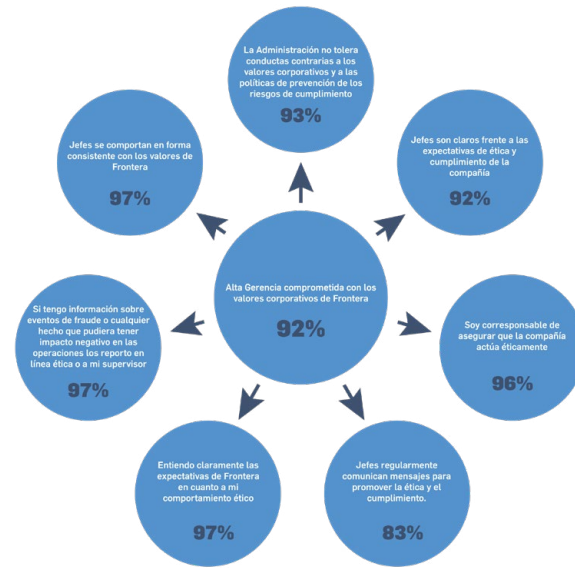 La Administración no tolera
conductas contrarias a los
valores corporativos y a las
políticas de prevención de los
riesgos de cumplimiento
93%
Jefes se comportan en forma
consistente con los valores de
Frontera
97%
Jefes son claros frente a las
expectativas de ética y
cumplimiento de la
compañía
92%
Alta Gerencia comprometida con los
valores corporativos de Frontera
92%
Si tengo información sobre
eventos de fraude o cualquier
hecho que pudiera tener
impacto negativo en las
operaciones los reporto en
línea ética o a mi supervisor
97%
Soy corresponsable de
asegurar que la compañía
actúa éticamente
96%
Entiendo claramente las
expectativas de Frontera
en cuanto a mi
comportamiento ético
97%
Jefes regularmente
comunican mensajes para
promover la ética y el
cumplimiento.
83%